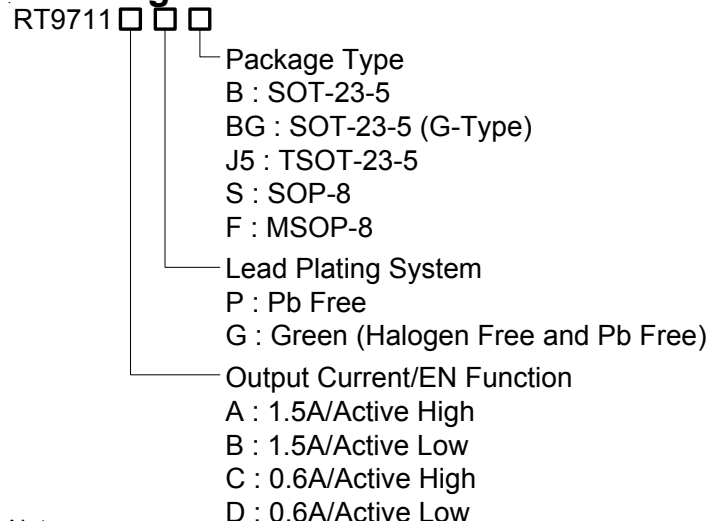 RT9711□ □ □
Package Type
B : SOT-23-5
BG : SOT-23-5 (G-Type)
J5 : TSOT-23-5
S : SOP-8
F : MSOP-8
Lead Plating System
P : Pb Free
G : Green (Halogen Free and Pb Free)
Output Current/EN Function
A : 1.5A/Active High
B : 1.5A/Active Low
C : 0.6A/Active High
D : 0.6A/Active Low